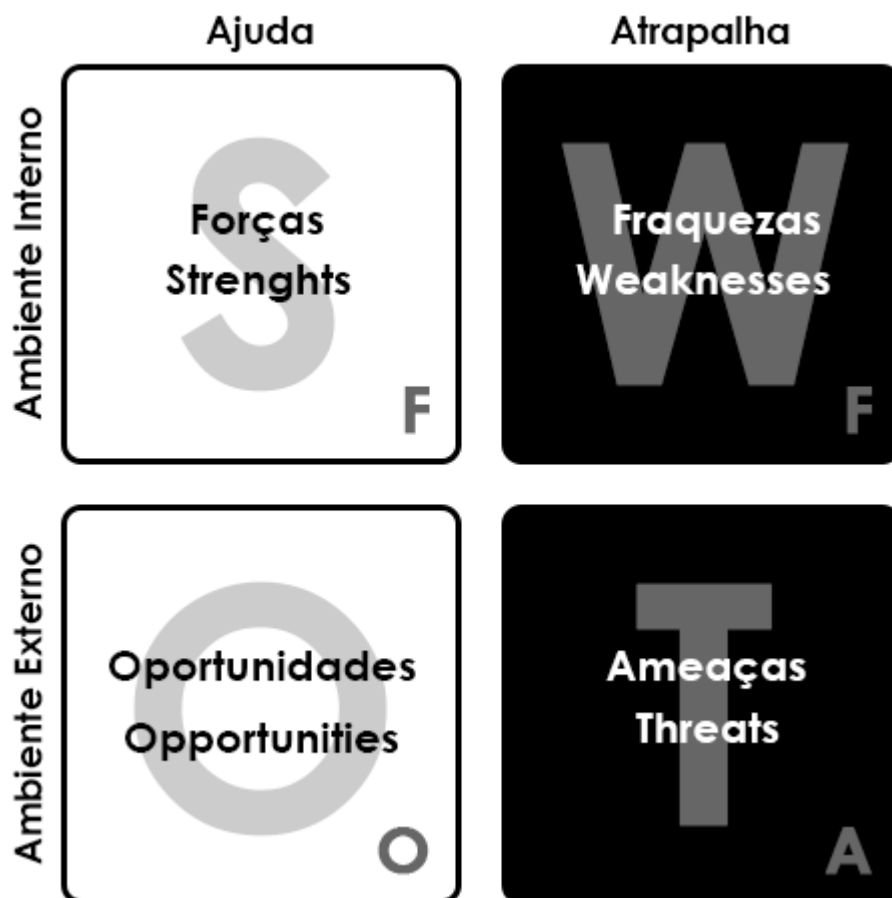 Ajuda
Atrapalha
Ambiente Interno
S
Forças
Strenghts
F
W
Fraquezas
Weaknesses
F
Ambiente Externo
O
Oportunidades
Opportunities
O
T
Ameaças
Threats
A